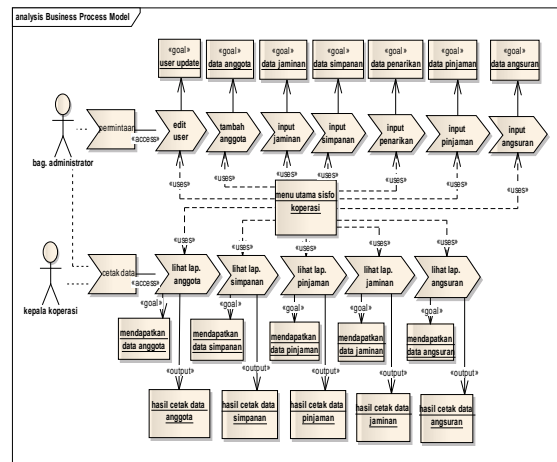 analysis Business Process Model
«goal»
user update
«goal»
data anggota
«goal»
data jaminan
«goal»
data simpanan
«goal»
data penarikan
«goal»
data pinjaman
«goal»
data angsuran
bag. administrator
permintaan
«access»
edit
user
tambah
anggota
input
jaminan
input
simpanan
input
penarikan
input
pinjaman
input
angsuran
«uses»
«uses»
«uses»
«uses»
«uses»
«uses»
«uses»
menu utama sisfo
koperasi
«uses»
«uses»
«uses»
«uses»
«uses»
kepala koperasi
cetak data
«access»
lihat lap.
anggota
lihat lap.
simpanan
lihat lap.
pinjaman
lihat lap.
jaminan
lihat lap.
angsuran
«goal»
«goal»
«goal»
«goal»
«goal»
mendapatkan
data anggota
mendapatkan
data simpanan
mendapatkan
data pinjaman
mendapatkan
data jaminan
mendapatkan
data angsuran
«output»
«output»
«output»
«output»
«output»
hasil cetak data
anggota
hasil cetak data
simpanan
hasil cetak data
pinjaman
hasil cetak data
jaminan
hasil cetak data
angsuran